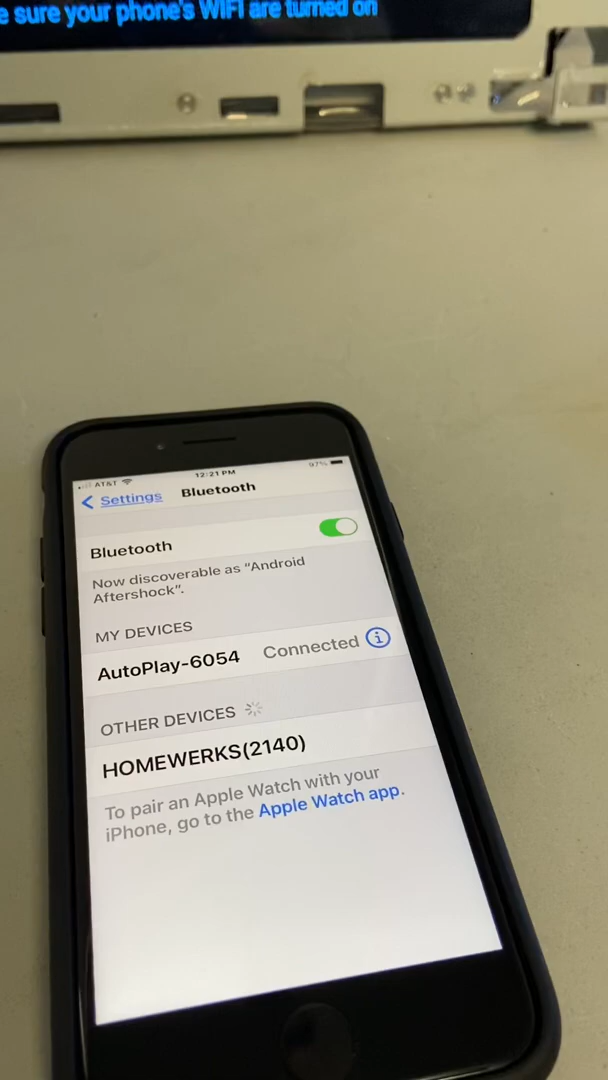 e sure your phone's WIFI are turned on
AT&T 12:21 PM 97%
Settings Bluetooth
Bluetooth
Now discoverable as “Android
Aftershock”.
MY DEVICES
AutoPlay-6054 Connected
OTHER DEVICES
HOMEWERKS(2140)
To pair an Apple Watch with your
iPhone, go to the Apple Watch app.